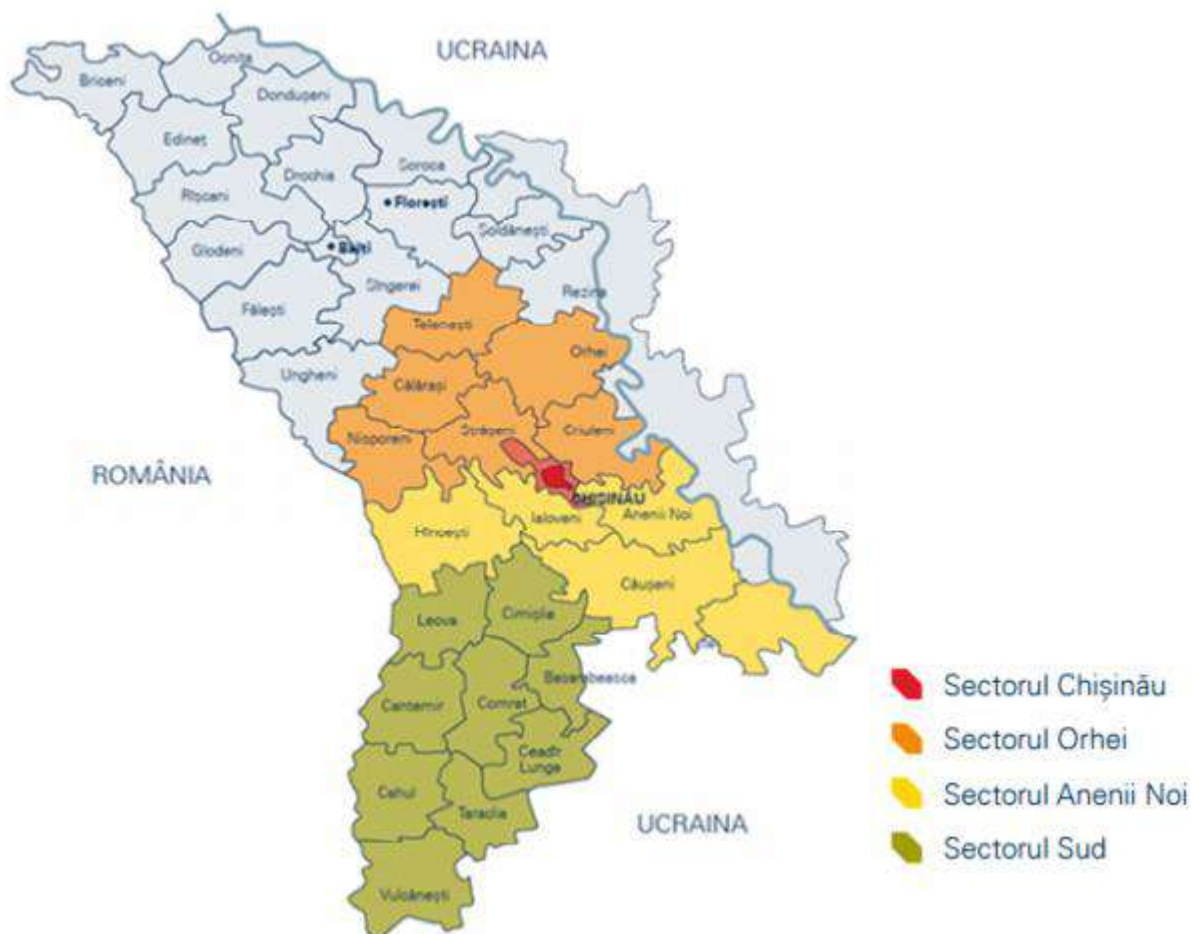 UCRAINA
Ocnița
Briceni
Dondușeni
Edineț
Drochia
Soroca
Rîșcani
Florești
Șoldănești
Glodeni
Bălți
Sîngerei
Rezina
Fălești
Telenești
Orhei
Ungheni
Călărași
Nisporeni
Strășeni
Criuleni
ROMÂNIA
CHIȘINĂU
Ialoveni
Anenii Noi
Hîncești
Căușeni
Leova
Cimișlia
Basarabeasca
Cantemir
Comrat
Ceadîr
Lunga
Cahul
Taraclia
UCRAINA
Vulcănești
Sectorul Chișinău
Sectorul Orhei
Sectorul Anenii Noi
Sectorul Sud